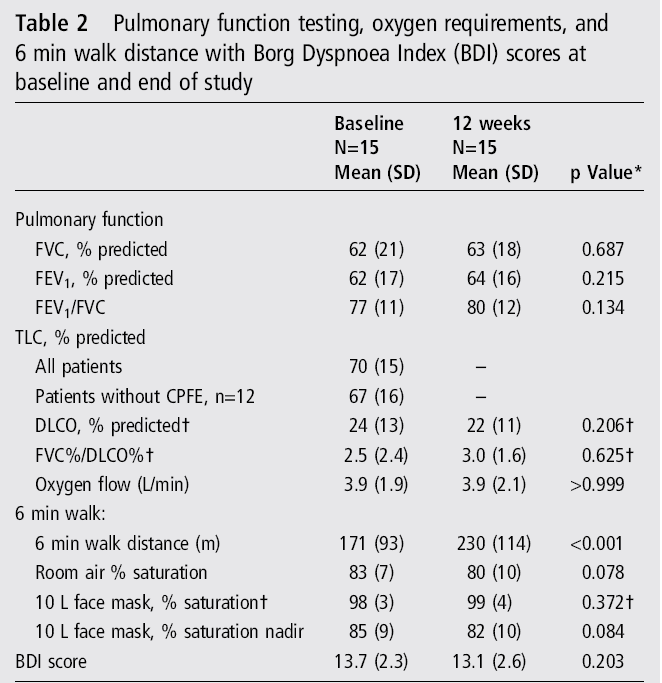 Table 2 Pulmonary function testing, oxygen requirements, and
6 min walk distance with Borg Dyspnoea Index (BDI) scores at
baseline and end of study
Baseline 12 weeks
N=15 N=15
Mean (SD) Mean (SD) p Value*
Pulmonary function
FVC, % predicted 62 (21) 63 (18) 0.687
FEV₁, % predicted 62 (17) 64 (16) 0.215
FEV₁/FVC 77 (11) 80 (12) 0.134
TLC, % predicted
All patients 70 (15) –
Patients without CPFE, n=12 67 (16) –
DLCO, % predicted† 24 (13) 22 (11) 0.206†
FVC%/DLCO%† 2.5 (2.4) 3.0 (1.6) 0.625†
Oxygen flow (L/min) 3.9 (1.9) 3.9 (2.1) >0.999
6 min walk:
6 min walk distance (m) 171 (93) 230 (114) <0.001
Room air % saturation 83 (7) 80 (10) 0.078
10 L face mask, % saturation† 98 (3) 99 (4) 0.372†
10 L face mask, % saturation nadir 85 (9) 82 (10) 0.084
BDI score 13.7 (2.3) 13.1 (2.6) 0.203